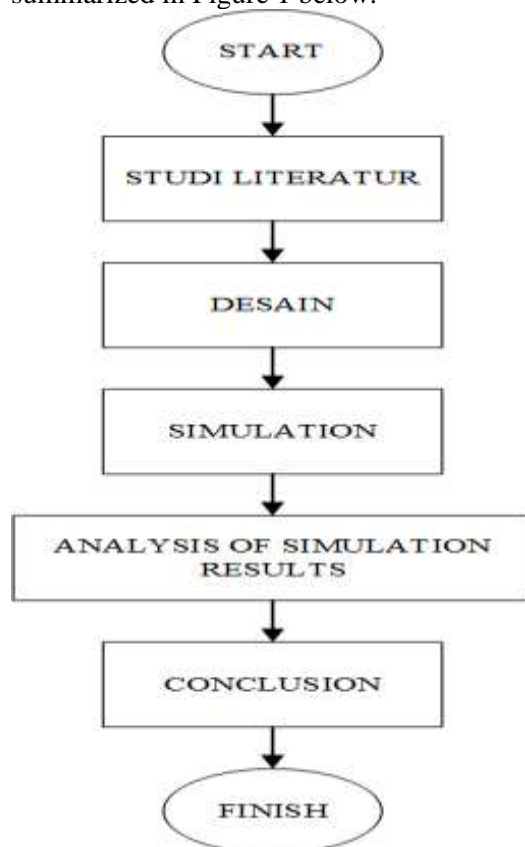 summarized in Figure 1 below.
START
STUDI LITERATUR
DESAIN
SIMULATION
ANALYSIS OF SIMULATION
RESULTS
CONCLUSION
FINISH